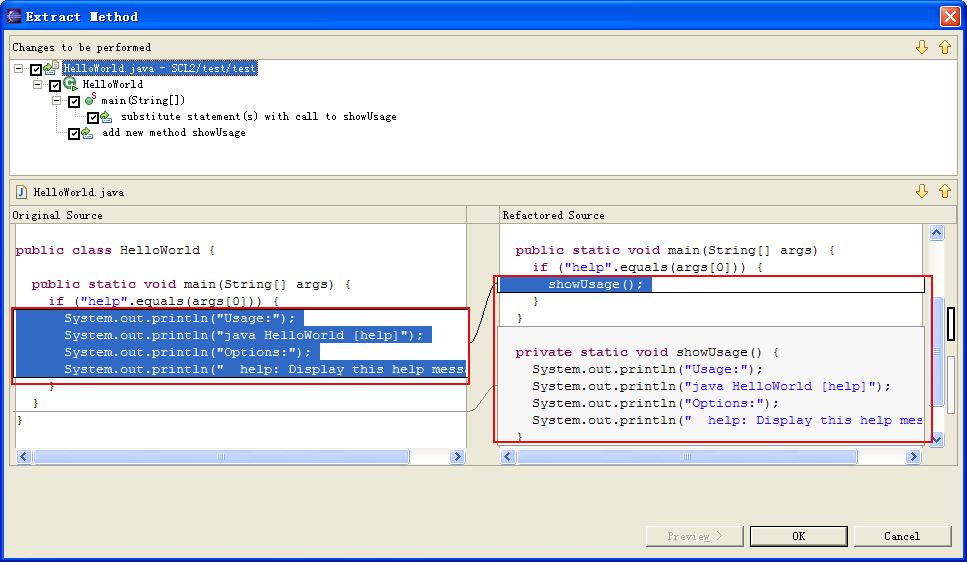 Extract Method
Changes to be performed
HelloWorld.java - SCL2/test/test
HelloWorld
main(String[])
substitute statement(s) with call to showUsage
add new method showUsage
HelloWorld.java
Original Source
public class HelloWorld {
public static void main(String[] args) {
if ("help".equals(args[0])) {
System.out.println("Usage:");
System.out.println("java HelloWorld [help]");
System.out.println("Options:");
System.out.println("  help: Display this help
}
}
}
Refactored Source
public static void main(String[] args) {
if ("help".equals(args[0])) {
showUsage();
}
}
private static void showUsage() {
System.out.println("Usage:");
System.out.println("java HelloWorld [help]");
System.out.println("Options:");
System.out.println("  help: Display this help mes
}
Preview >
OK
Cancel